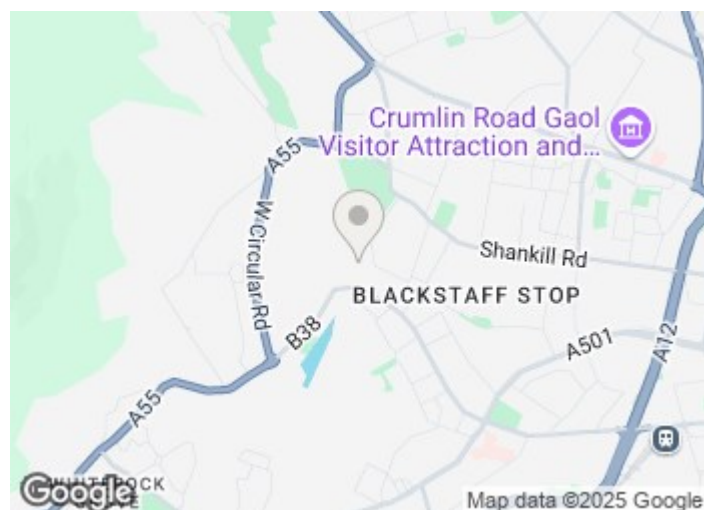 Crumlin Road Gaol
Visitor Attraction and...
A55
W Circular Rd
Shankill Rd
BLACKSTAFF STOP
B38
A501
A12
A55
Google
Map data ©2025 Google